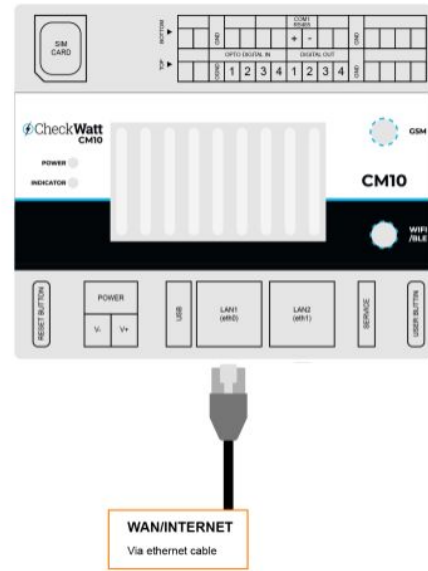 SIM
CARD
BOTTOM
TOP
GND
COM1
RS485
+ -
GND
OGND
OPTO DIGITAL IN
DIGITAL OUT
1 2 3 4 1 2 3 4
GND
CheckWatt
CM10
POWER
INDICATOR
GSM
CM10
WIFI
/BLE
RESET BUTTON
POWER
V- V+
USB
LAN1
(eth0)
LAN2
(eth1)
SERVICE
USER BUTTIN
WAN/INTERNET
Via ethernet cable